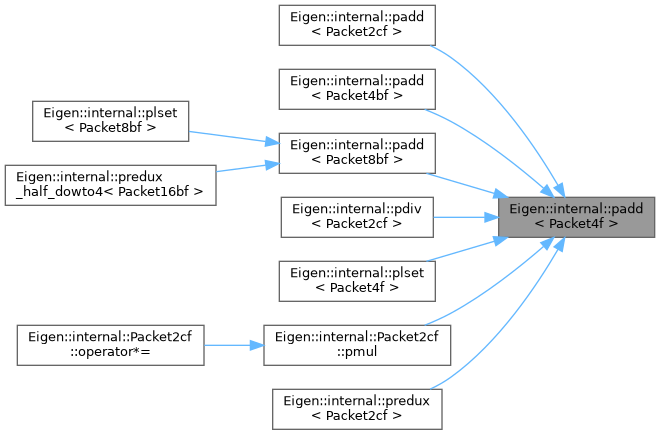 Eigen::internal::padd
< Packet2cf >
Eigen::internal::padd
< Packet4bf >
Eigen::internal::plset
< Packet8bf >
Eigen::internal::padd
< Packet8bf >
Eigen::internal::predux
_half_dowto4< Packet16bf >
Eigen::internal::pdiv
< Packet2cf >
Eigen::internal::padd
< Packet4f >
Eigen::internal::plset
< Packet4f >
Eigen::internal::Packet2cf
::operator*=
Eigen::internal::Packet2cf
::pmul
Eigen::internal::predux
< Packet2cf >